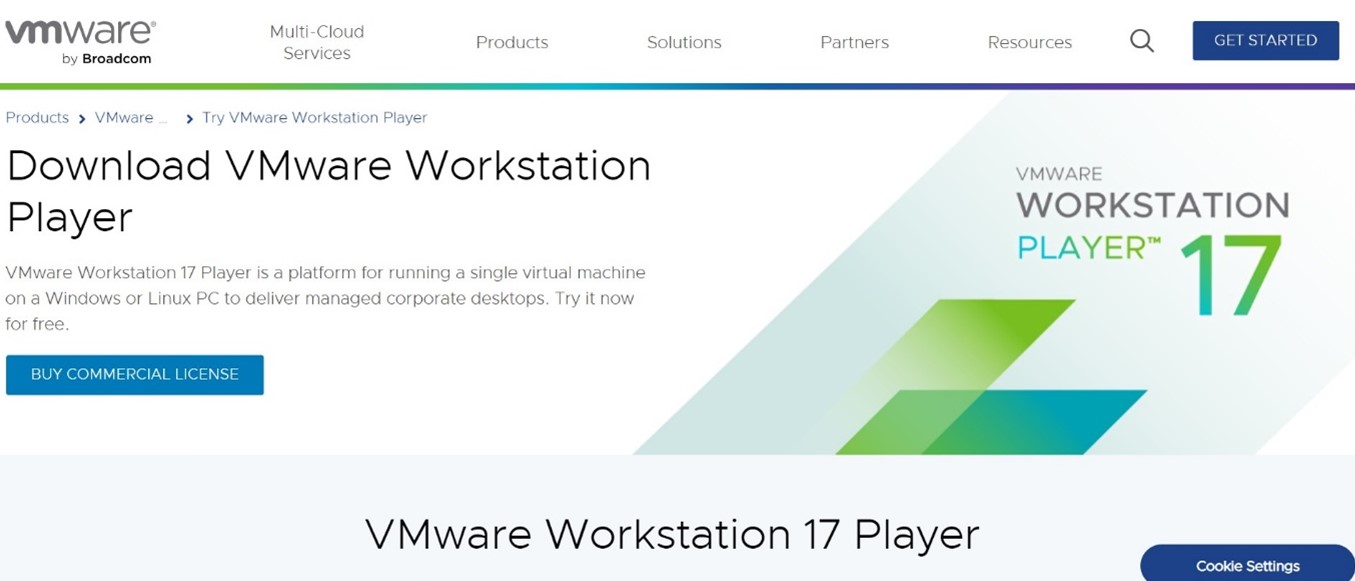 vmware®
by Broadcom
Multi-Cloud
Services
Products
Solutions
Partners
Resources
GET STARTED
Products > VMware ... > Try VMware Workstation Player
Download VMware Workstation
Player
VMware Workstation 17 Player is a platform for running a single virtual machine
on a Windows or Linux PC to deliver managed corporate desktops. Try it now
for free.
BUY COMMERCIAL LICENSE
VMWARE
WORKSTATION
PLAYER™ 17
VMware Workstation 17 Player
Cookie Settings